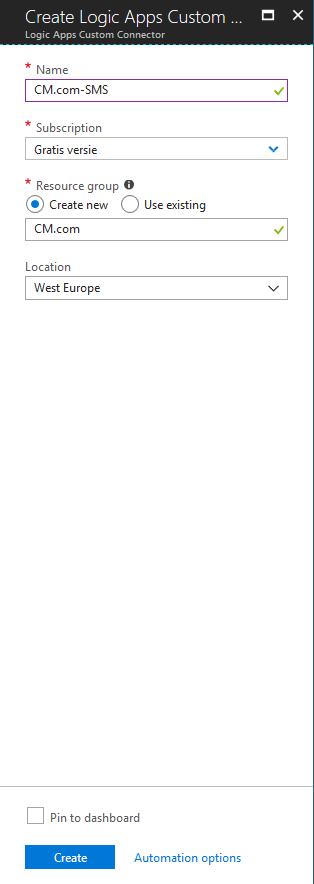 Create Logic Apps Custom ...
Logic Apps Custom Connector
* Name
CM.com-SMS
* Subscription
Gratis versie
* Resource group
Create new Use existing
CM.com
Location
West Europe
Pin to dashboard
Create Automation options